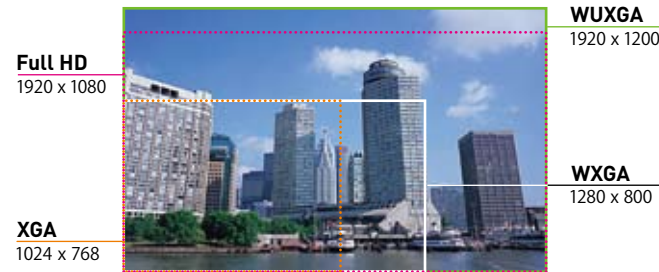 WUXGA
1920 x 1200
Full HD
1920 x 1080
WXGA
1280 x 800
XGA
1024 x 768